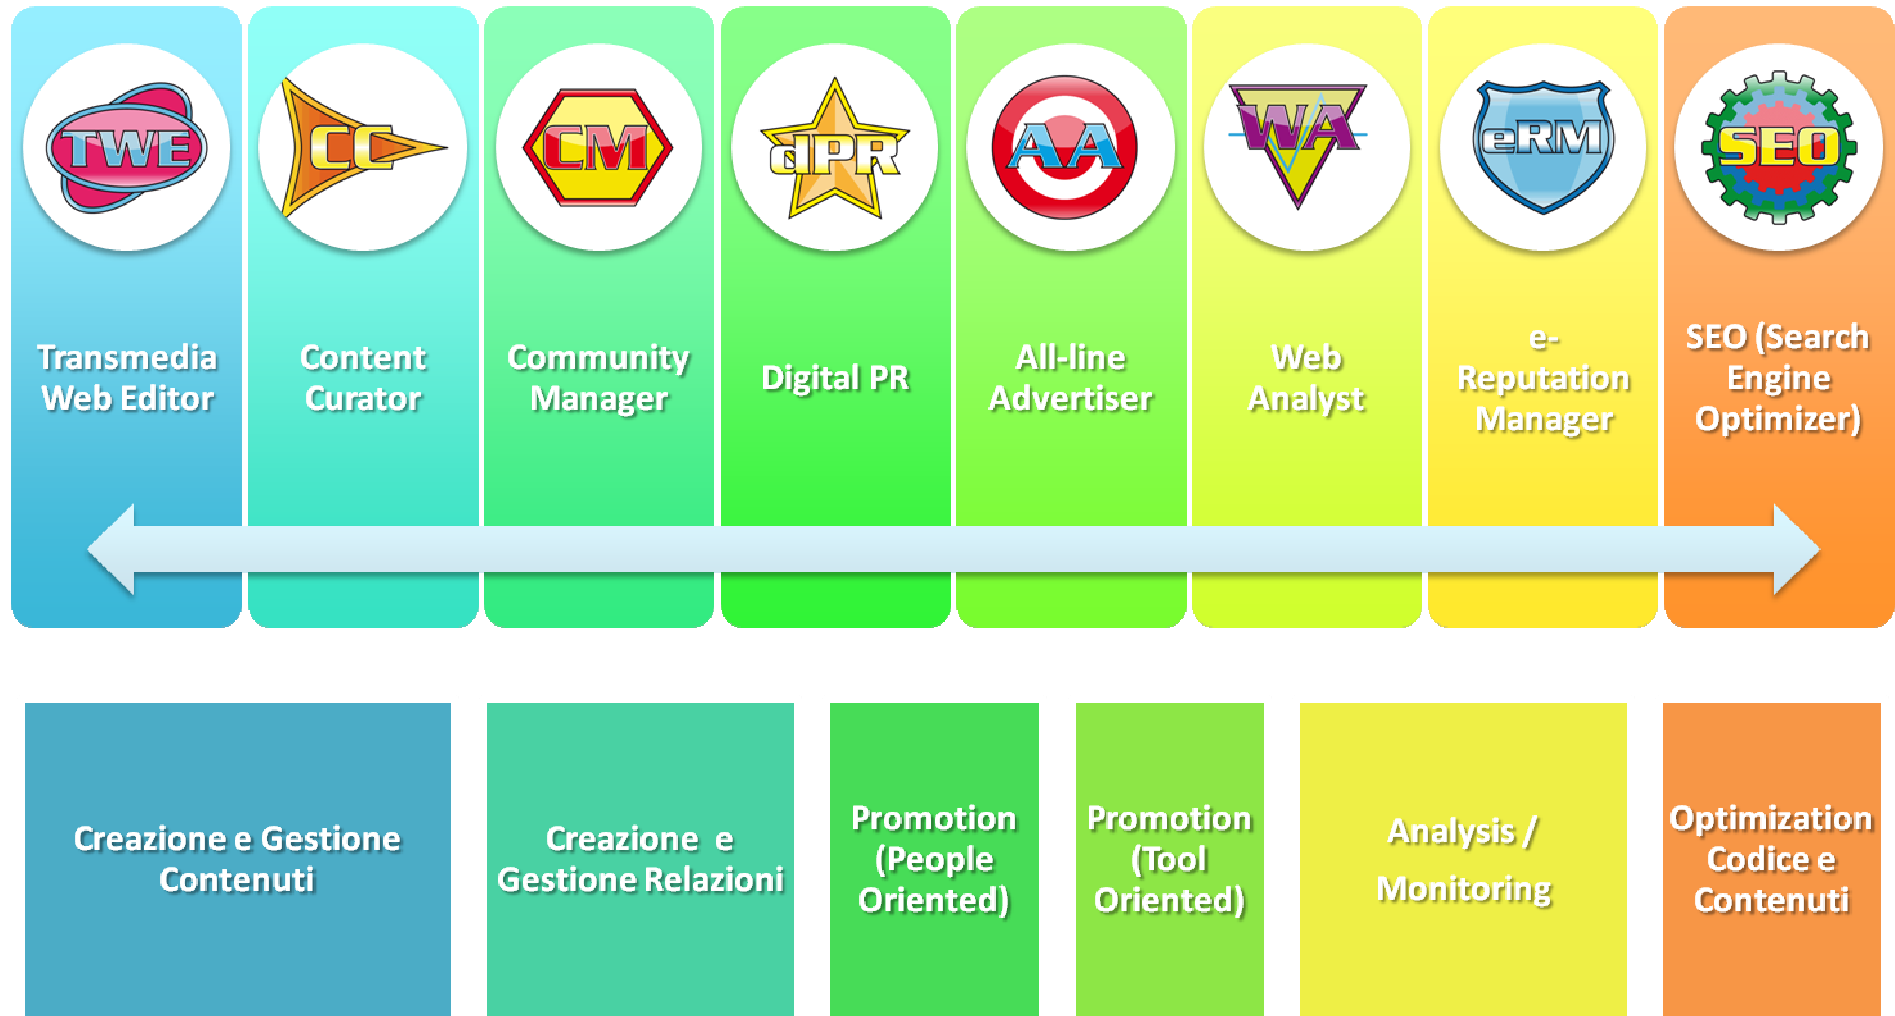 TWE
CC
CM
dPR
AA
WA
eRM
SEO
Transmedia
Web Editor
Content
Curator
Community
Manager
Digital PR
All-line
Advertiser
Web
Analyst
e-
Reputation
Manager
SEO (Search
Engine
Optimizer)
Creazione e Gestione
Contenuti
Creazione e
Gestione Relazioni
Promotion
(People
Oriented)
Promotion
(Tool
Oriented)
Analysis /
Monitoring
Optimization
Codice e
Contenuti